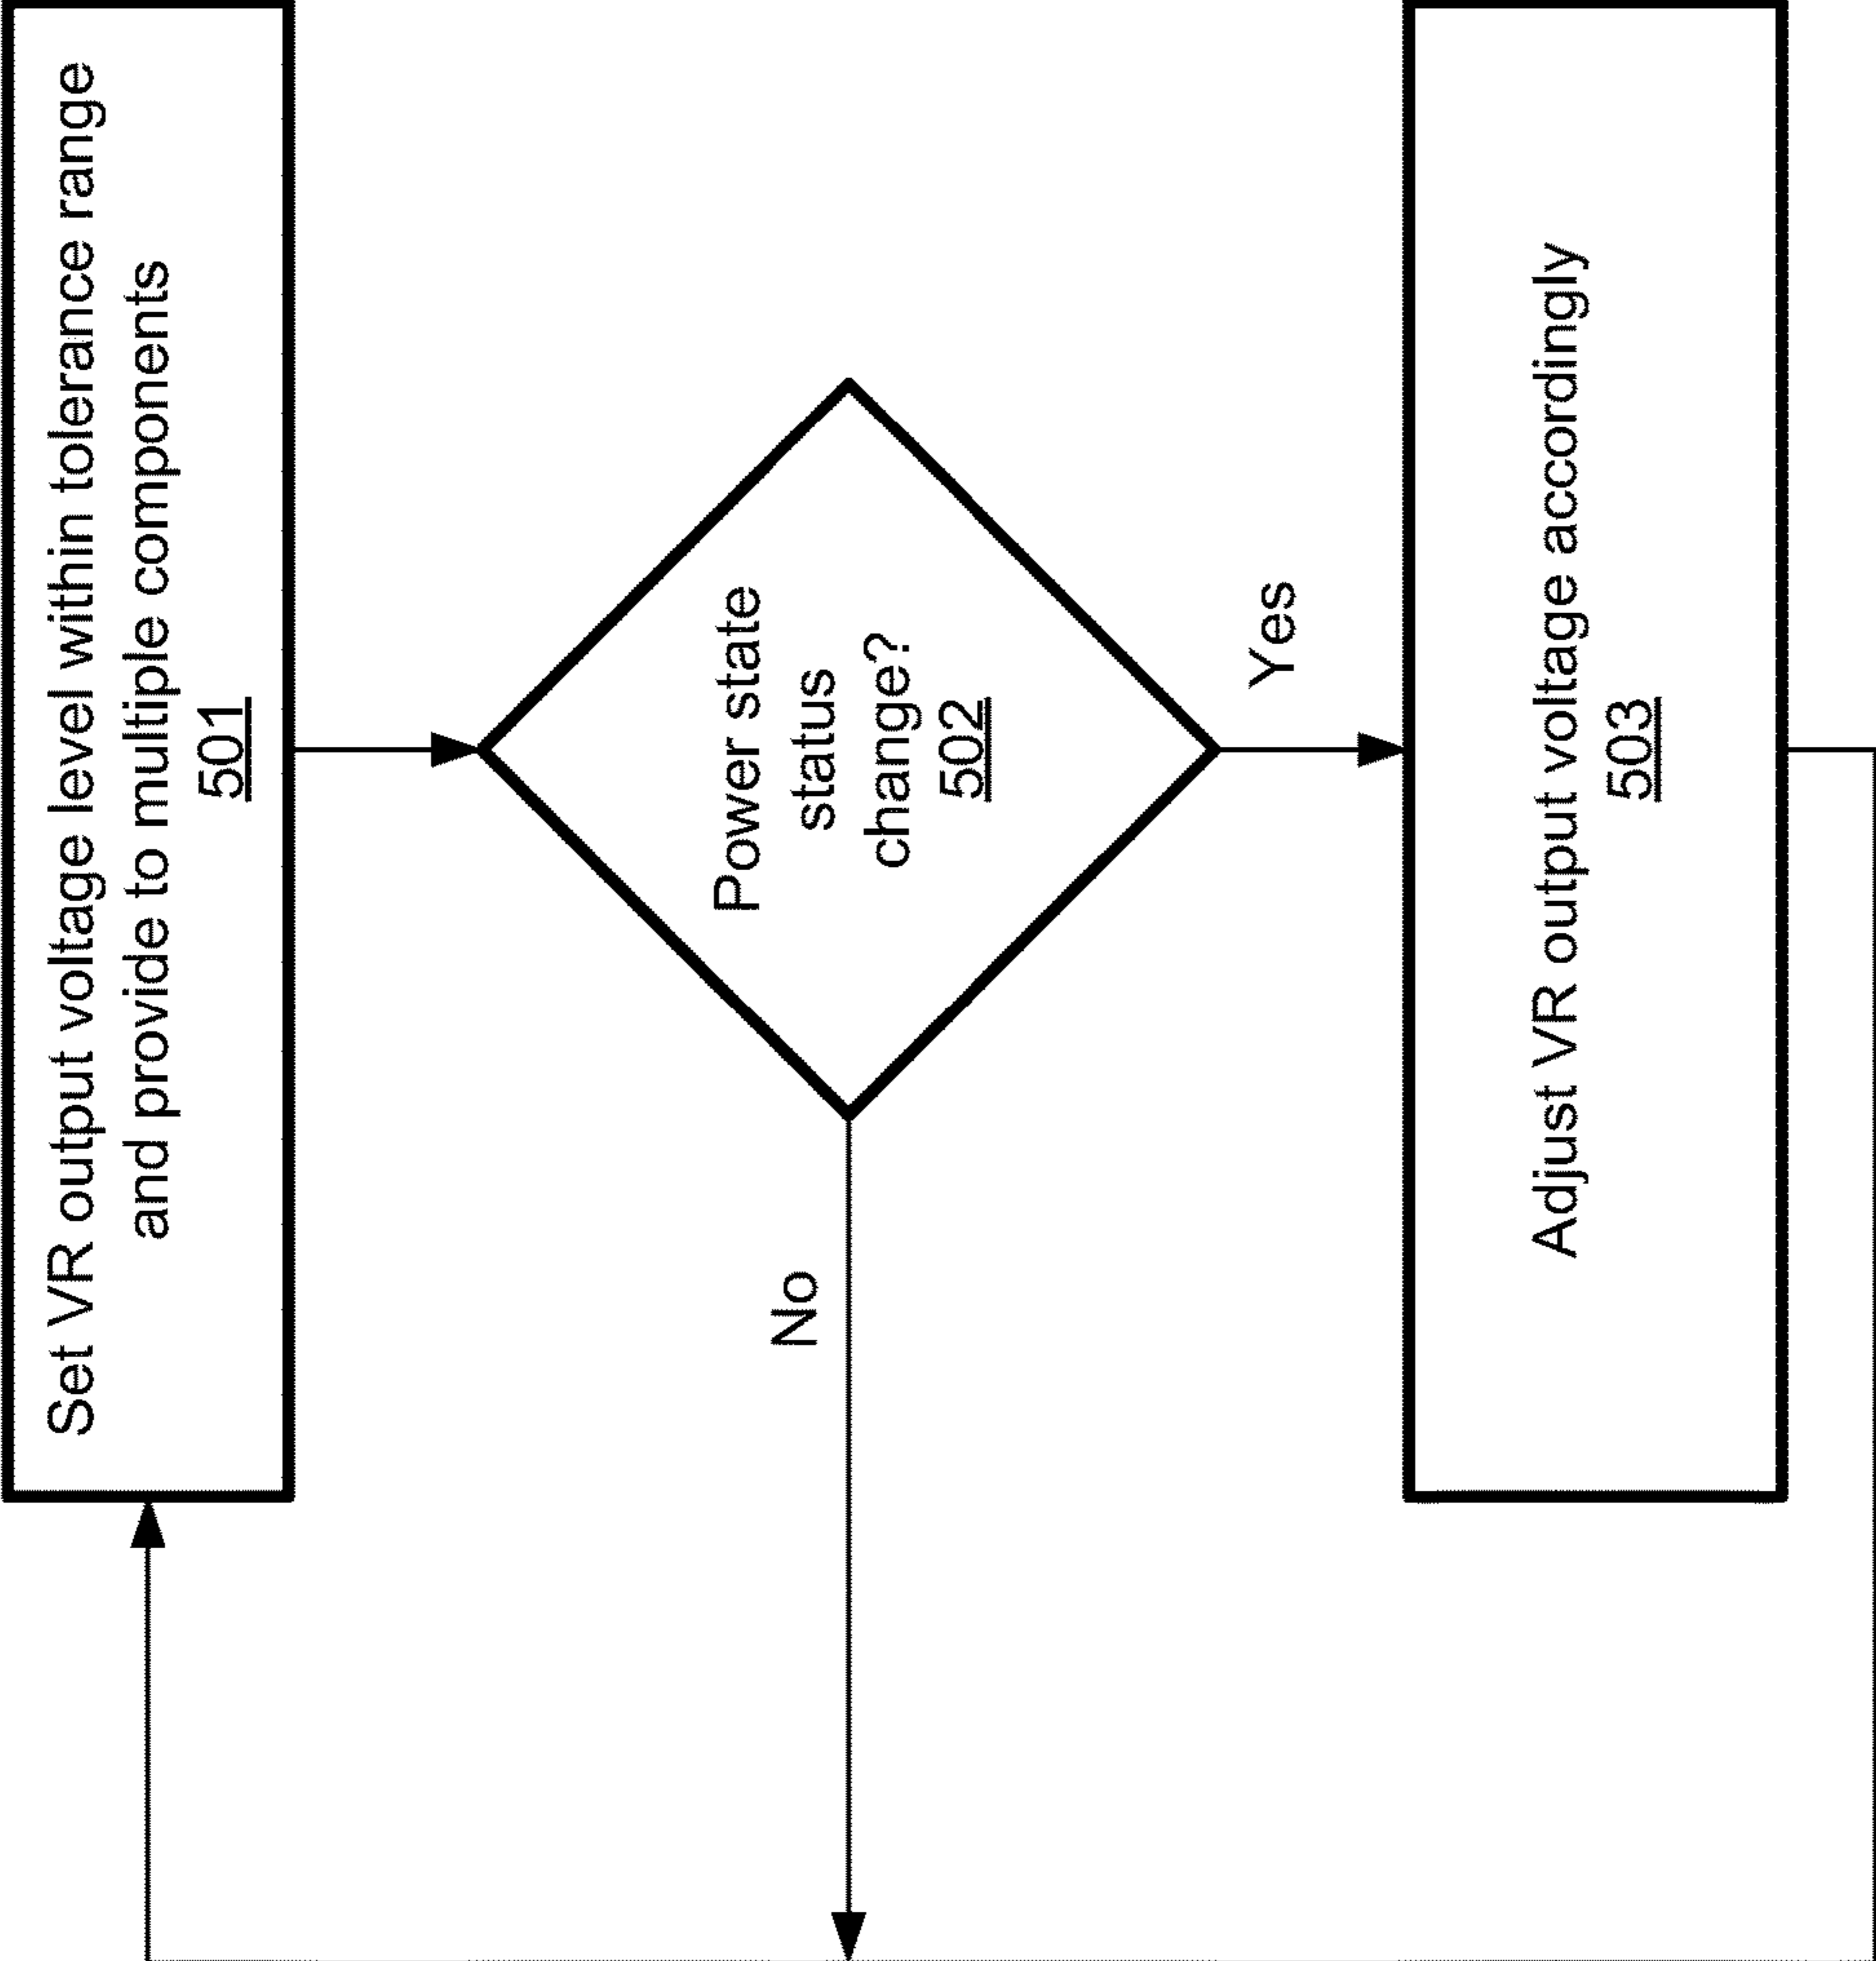 Set VR output voltage level within tolerance range
and provide to multiple components
501
Power state
status
change?
502
No
Yes
Adjust VR output voltage accordingly
503